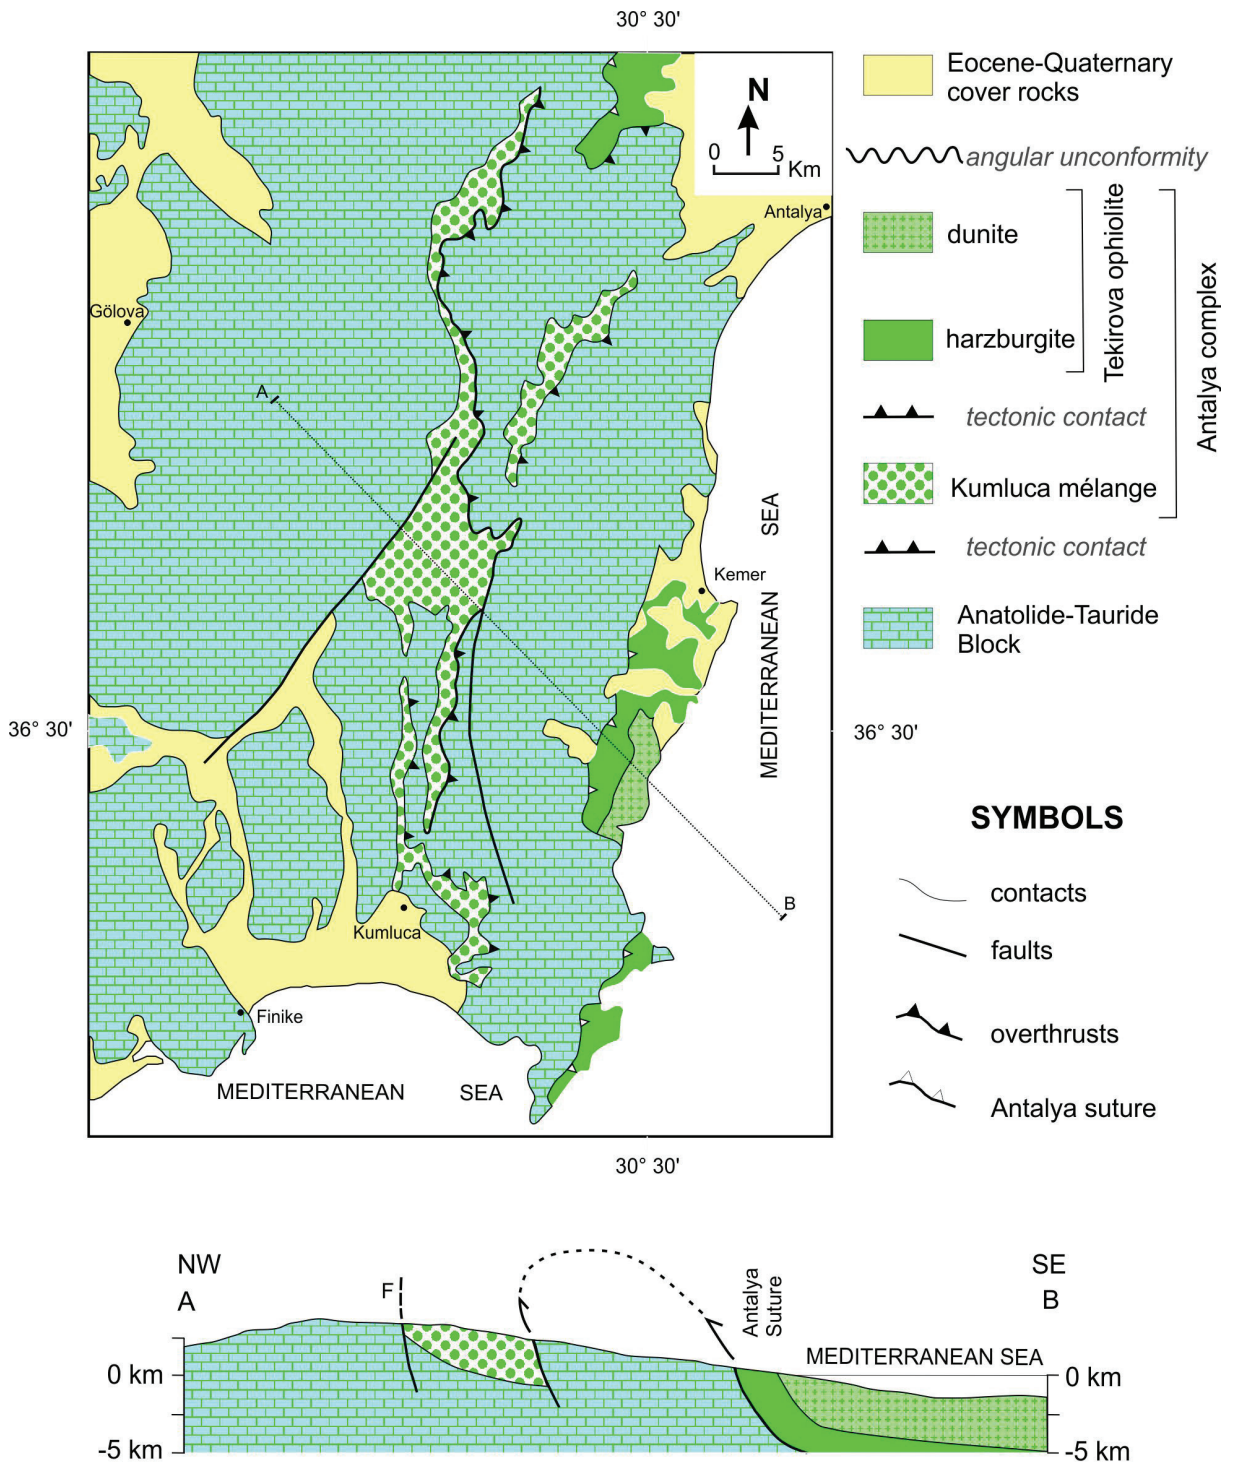 30° 30'
N
0 5
Km
Antalya
Gölova
A
SEA
Kemer
MEDITERRANEAN
36° 30'
36° 30'
B
Kumluca
Finike
MEDITERRANEAN SEA
30° 30'
Eocene-Quaternary
cover rocks
angular unconformity
dunite
harzburgite
Tekirova ophiolite
tectonic contact
Kumluca mélange
Antalya complex
tectonic contact
Anatolide-Tauride
Block
SYMBOLS
contacts
faults
overthrusts
Antalya suture
NW
A
F
Antalya
Suture
SE
B
MEDITERRANEAN SEA
0 km
0 km
-5 km
-5 km